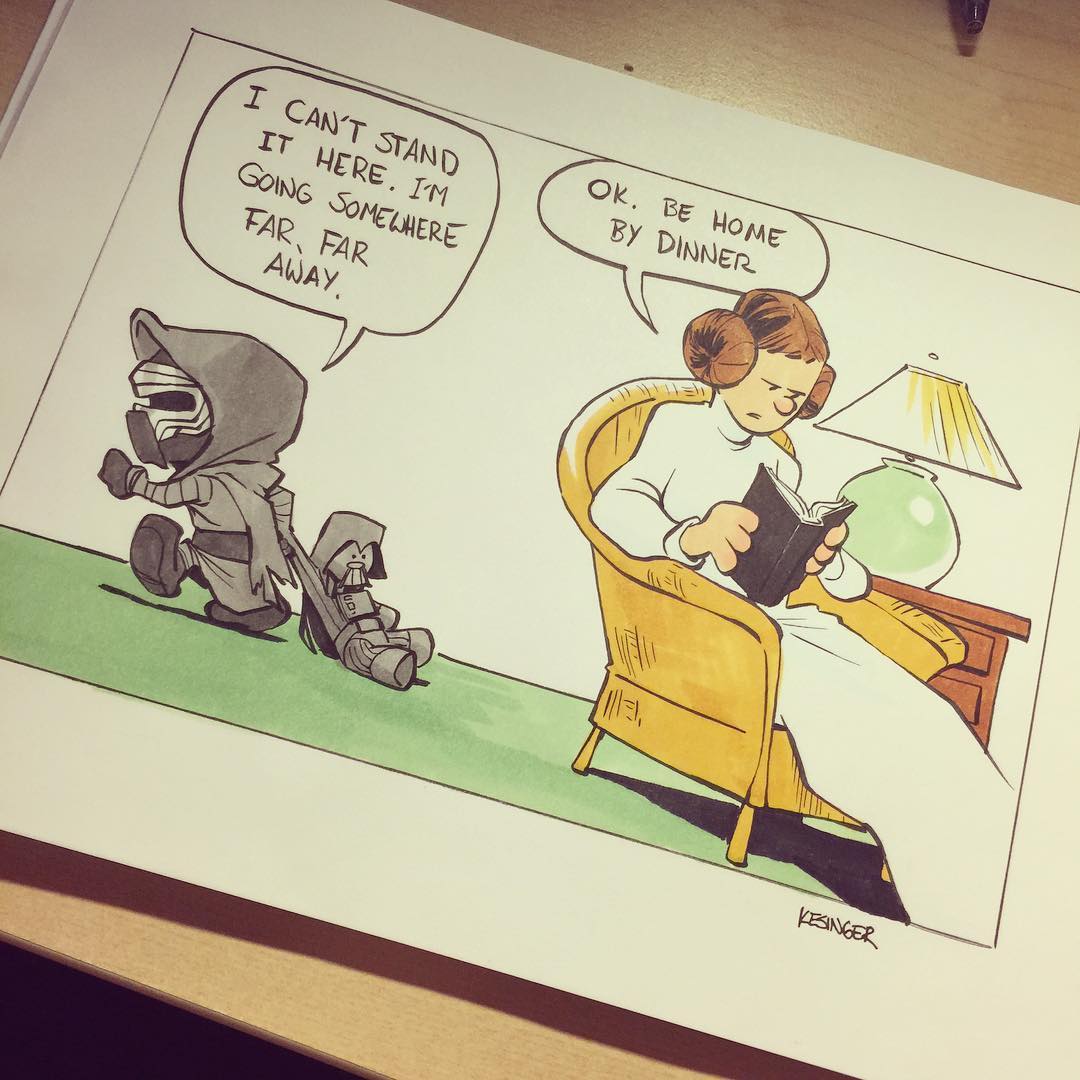 I CAN'T STAND
IT HERE. I'M
GOING SOMEWHERE
FAR, FAR
AWAY.
OK. BE HOME
BY DINNER
KESINGER